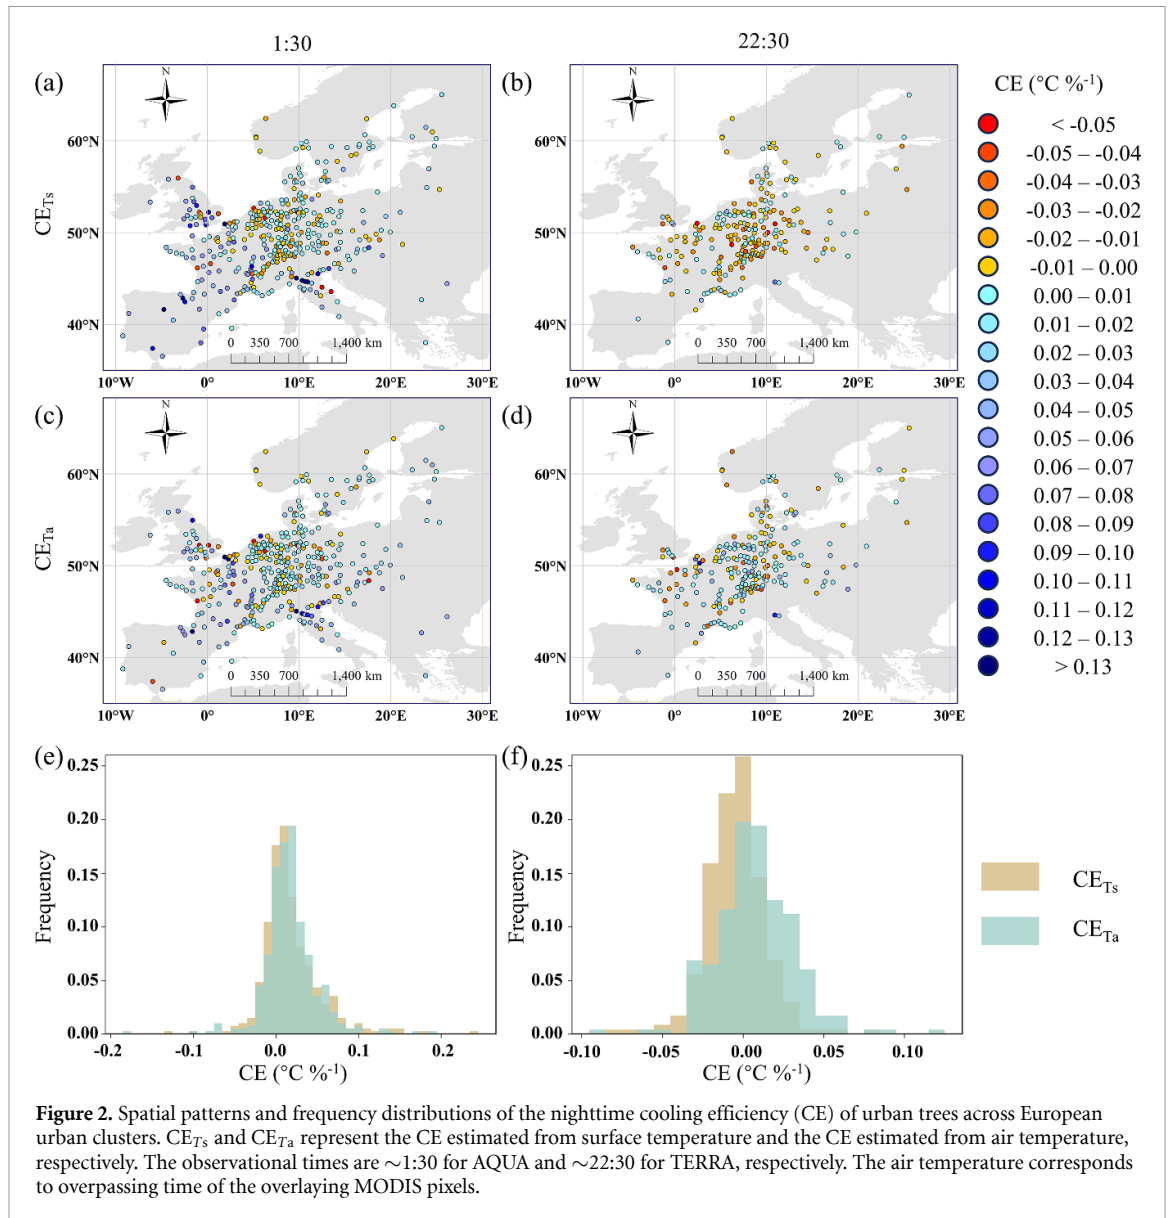 1:30
22:30
(a)
N
60°N
50°N
40°N
CE_Ts
0 350 700 1,400 km
10°W 0° 10°E 20°E 30°E
(b)
N
60°N
50°N
40°N
0 350 700 1,400 km
10°W 0° 10°E 20°E 30°E
CE (°C %⁻¹)
< -0.05
-0.05 – -0.04
-0.04 – -0.03
-0.03 – -0.02
-0.02 – -0.01
-0.01 – 0.00
0.00 – 0.01
0.01 – 0.02
0.02 – 0.03
0.03 – 0.04
0.04 – 0.05
0.05 – 0.06
0.06 – 0.07
0.07 – 0.08
0.08 – 0.09
0.09 – 0.10
0.10 – 0.11
0.11 – 0.12
0.12 – 0.13
> 0.13
(c)
N
60°N
50°N
40°N
CE_Ta
0 350 700 1,400 km
10°W 0° 10°E 20°E 30°E
(d)
N
60°N
50°N
40°N
0 350 700 1,400 km
10°W 0° 10°E 20°E 30°E
(e)
0.25
0.20
0.15
0.10
0.05
0.00
Frequency
-0.2 -0.1 0.0 0.1 0.2
CE (°C %⁻¹)
(f)
0.25
0.20
0.15
0.10
0.05
0.00
Frequency
-0.10 -0.05 0.00 0.05 0.10
CE (°C %⁻¹)
CE_Ts
CE_Ta
Figure 2. Spatial patterns and frequency distributions of the nighttime cooling efficiency (CE) of urban trees across European
urban clusters. CE_Ts and CE_Ta represent the CE estimated from surface temperature and the CE estimated from air temperature,
respectively. The observational times are ∼1:30 for AQUA and ∼22:30 for TERRA, respectively. The air temperature corresponds
to overpassing time of the overlaying MODIS pixels.